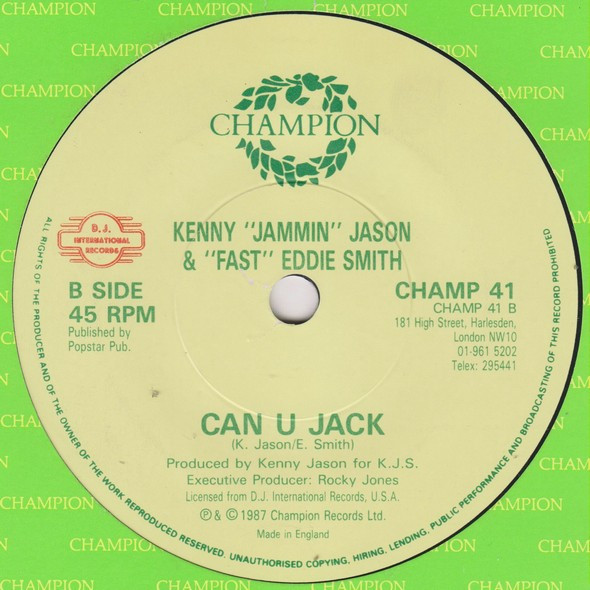 CHAMPION
KENNY "JAMMIN" JASON
& "FAST" EDDIE SMITH
D.J.
INTERNATIONAL
RECORDS
B SIDE
45 RPM
Published by
Popstar Pub.
CHAMP 41
CHAMP 41 B
181 High Street, Harlesden,
London NW10
01-961 5202
Telex: 295441
CAN U JACK
(K. Jason/E. Smith)
Produced by Kenny Jason for K.J.S.
Executive Producer: Rocky Jones
Licensed from D.J. International Records, U.S.A.
℗ & © 1987 Champion Records Ltd.
Made in England
ALL RIGHTS OF THE PRODUCER AND OF THE OWNER OF THE WORK REPRODUCED RESERVED. UNAUTHORISED COPYING, HIRING, LENDING, PUBLIC PERFORMANCE AND BROADCASTING OF THIS RECORD PROHIBITED
CHAMPION CHAMPION CHAMPION CHAMPION